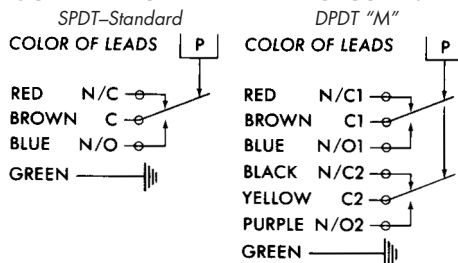 SPDT–Standard
COLOR OF LEADS P
RED N/C
BROWN C
BLUE N/O
GREEN
DPDT “M”
COLOR OF LEADS P
RED N/C1
BROWN C1
BLUE N/O1
BLACK N/C2
YELLOW C2
PURPLE N/O2
GREEN